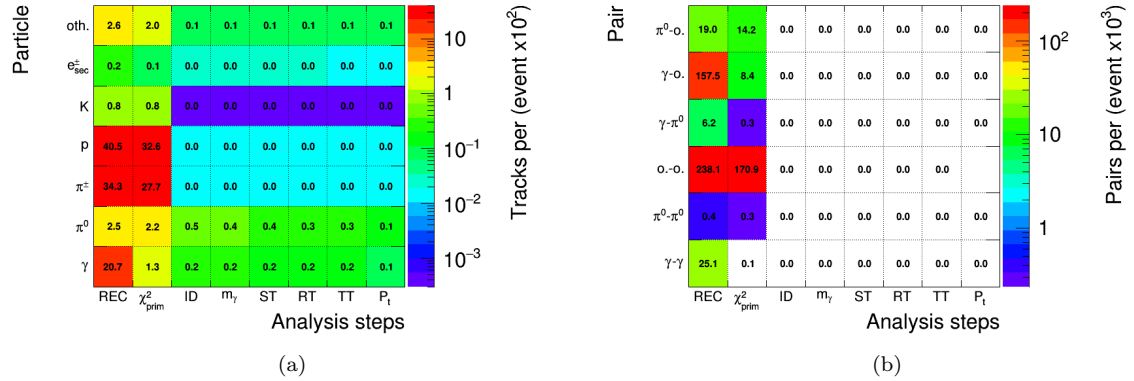 Particle
oth. 2.6 2.0 0.1 0.1 0.1 0.1 0.1 0.1
e±sec 0.2 0.1 0.0 0.0 0.0 0.0 0.0 0.0
K 0.8 0.8 0.0 0.0 0.0 0.0 0.0 0.0
p 40.5 32.6 0.0 0.0 0.0 0.0 0.0 0.0
π± 34.3 27.7 0.0 0.0 0.0 0.0 0.0 0.0
π⁰ 2.5 2.2 0.5 0.4 0.4 0.3 0.3 0.1
γ 20.7 1.3 0.2 0.2 0.2 0.2 0.2 0.1
REC χ²prim ID mγ ST RT TT Pt
Analysis steps
10
1
10⁻¹
10⁻²
10⁻³
Tracks per (event x10²)
(a)
Pair
π⁰-o. 19.0 14.2 0.0 0.0 0.0 0.0 0.0 0.0
γ-o. 157.5 8.4 0.0 0.0 0.0 0.0 0.0 0.0
γ-π⁰ 6.2 0.3 0.0 0.0 0.0 0.0 0.0 0.0
o.-o. 238.1 170.9 0.0 0.0 0.0 0.0 0.0
π⁰-π⁰ 0.4 0.3 0.0 0.0 0.0 0.0 0.0 0.0
γ-γ 25.1 0.1 0.0 0.0 0.0 0.0 0.0
REC χ²prim ID mγ ST RT TT Pt
Analysis steps
10²
10
1
Pairs per (event x10³)
(b)